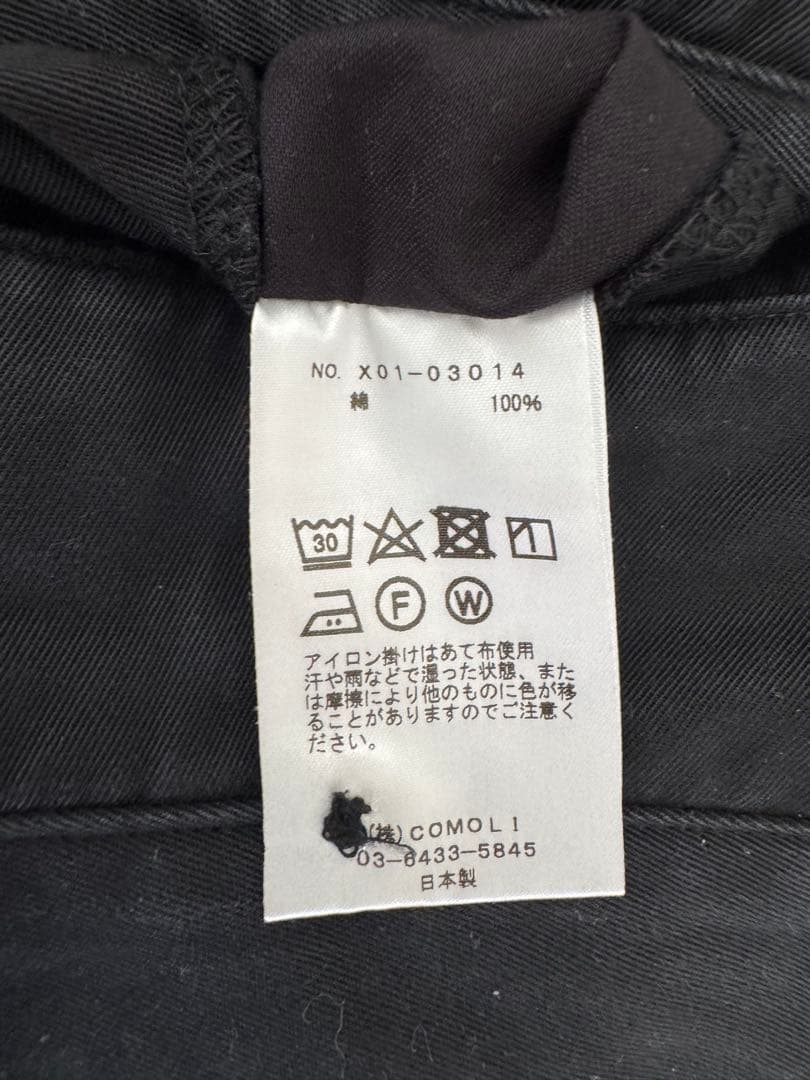 NO. X01-03014
綿 100%
30
F W
アイロン掛けはあて布使用
汗や雨などで湿った状態、また
は摩擦により他のものに色が移
ることがありますのでご注意く
ださい。
(株)COMOLI
03-6433-5845
日本製